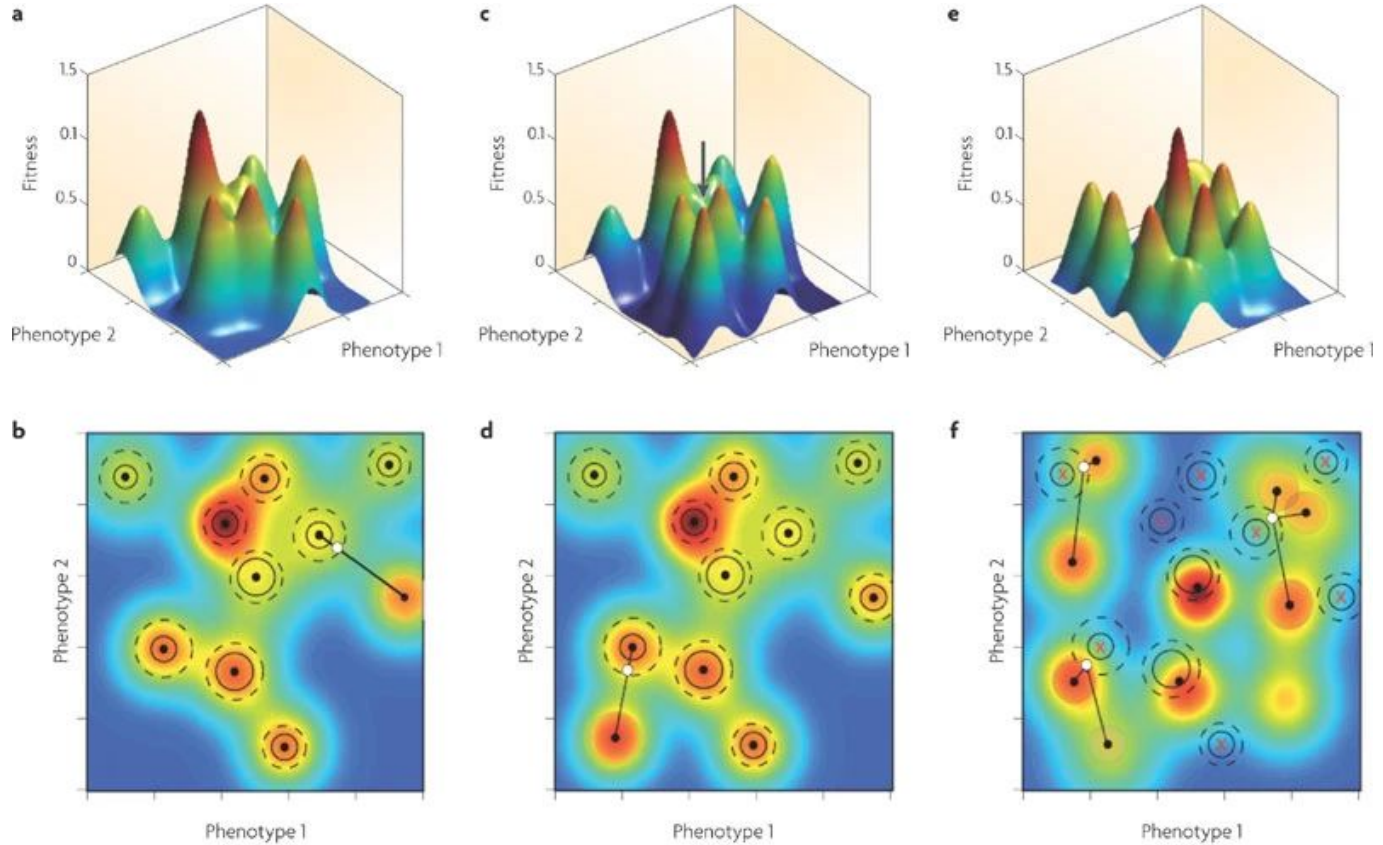 a
c
e
1.5
0.1
0.5
0
Fitness
Phenotype 2
Phenotype 1
1.5
0.1
0.5
0
Fitness
Phenotype 2
Phenotype 1
1.5
0.1
0.5
0
Fitness
Phenotype 2
Phenotype 1
b
d
f
Phenotype 2
Phenotype 1
Phenotype 2
Phenotype 1
X
X
X
X
X
X
X
X
Phenotype 2
Phenotype 1